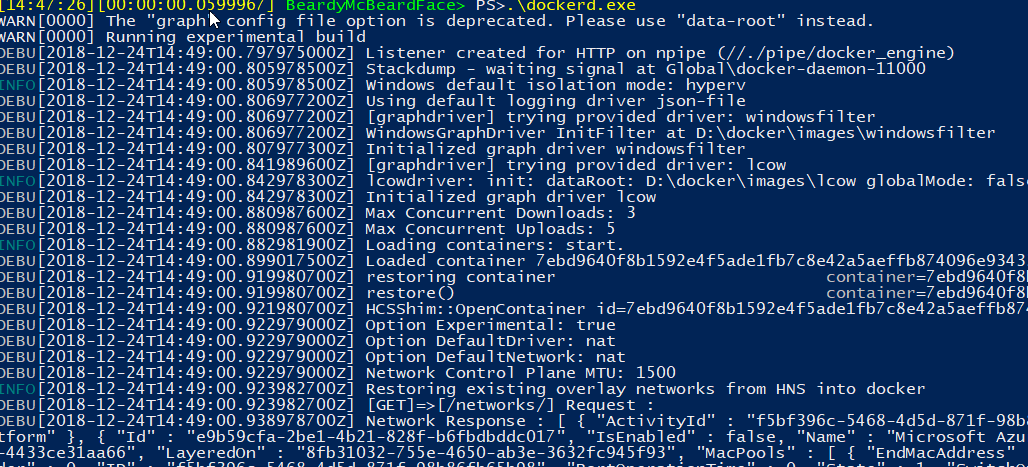 [14:47:26][00:00:00.0599967] BeardyMcBeardFace> PS>.\dockerd.exe
WARN[0000] The "graph" config file option is deprecated. Please use "data-root" instead.
WARN[0000] Running experimental build
DEBU[2018-12-24T14:49:00.797975000Z] Listener created for HTTP on npipe (//./pipe/docker_engine)
DEBU[2018-12-24T14:49:00.805978500Z] Stackdump - waiting signal at Global\docker-daemon-11000
INFO[2018-12-24T14:49:00.805978500Z] Windows default isolation mode: hyperv
DEBU[2018-12-24T14:49:00.806977200Z] Using default logging driver json-file
DEBU[2018-12-24T14:49:00.806977200Z] [graphdriver] trying provided driver: windowsfilter
DEBU[2018-12-24T14:49:00.806977200Z] WindowsGraphDriver InitFilter at D:\docker\images\windowsfilter
DEBU[2018-12-24T14:49:00.807977300Z] Initialized graph driver windowsfilter
DEBU[2018-12-24T14:49:00.841989600Z] [graphdriver] trying provided driver: lcow
INFO[2018-12-24T14:49:00.842978300Z] lcowdriver: init: dataRoot: D:\docker\images\lcow globalMode: fals
DEBU[2018-12-24T14:49:00.842978300Z] Initialized graph driver lcow
DEBU[2018-12-24T14:49:00.880987600Z] Max Concurrent Downloads: 3
DEBU[2018-12-24T14:49:00.880987600Z] Max Concurrent Uploads: 5
INFO[2018-12-24T14:49:00.882981900Z] Loading containers: start.
DEBU[2018-12-24T14:49:00.899017500Z] Loaded container 7ebd9640f8b1592e4f5ade1fb7c8e42a5aeffb874096e9343
DEBU[2018-12-24T14:49:00.919980700Z] restoring container container=7ebd9640f8
DEBU[2018-12-24T14:49:00.919980700Z] restore() container=7ebd9640f8
DEBU[2018-12-24T14:49:00.921980700Z] HCSShim::OpenContainer id=7ebd9640f8b1592e4f5ade1fb7c8e42a5aeffb87
DEBU[2018-12-24T14:49:00.922979000Z] Option Experimental: true
DEBU[2018-12-24T14:49:00.922979000Z] Option DefaultDriver: nat
DEBU[2018-12-24T14:49:00.922979000Z] Option DefaultNetwork: nat
DEBU[2018-12-24T14:49:00.922979000Z] Network Control Plane MTU: 1500
INFO[2018-12-24T14:49:00.923982700Z] Restoring existing overlay networks from HNS into docker
DEBU[2018-12-24T14:49:00.923982700Z] [GET]=>[/networks/] Request :
DEBU[2018-12-24T14:49:00.938978700Z] Network Response : [ { "ActivityId" : "f5bf396c-5468-4d5d-871f-98b
tform" }, { "Id" : "e9b59cfa-2be1-4b21-828f-b6fbdbddc017", "IsEnabled" : false, "Name" : "Microsoft Azu
-4433ce31aa66", "LayeredOn" : "8fb31032-755e-4650-ab3e-3632fc945f93", "MacPools" : [ { "EndMacAddress"